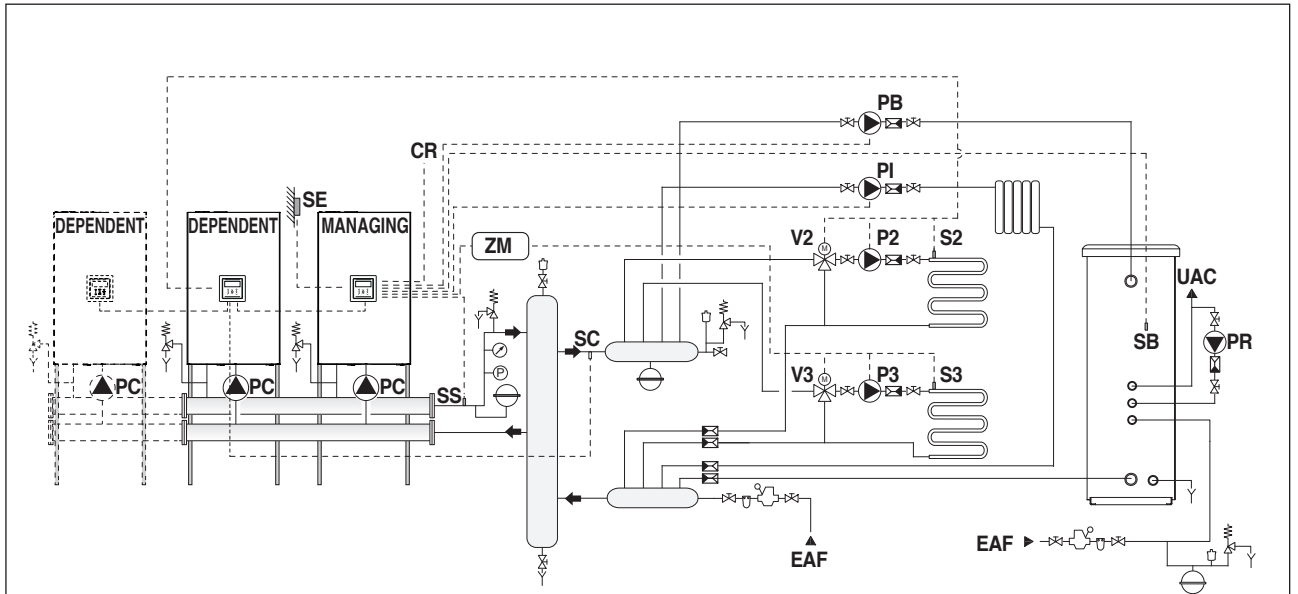 PB
CR
PI
SE
DEPENDENT
DEPENDENT
MANAGING
ZM
V2
P2
S2
M
UAC
SC
SB
PR
PC
PC
PC
SS
P
V3
P3
S3
M
EAF
EAF